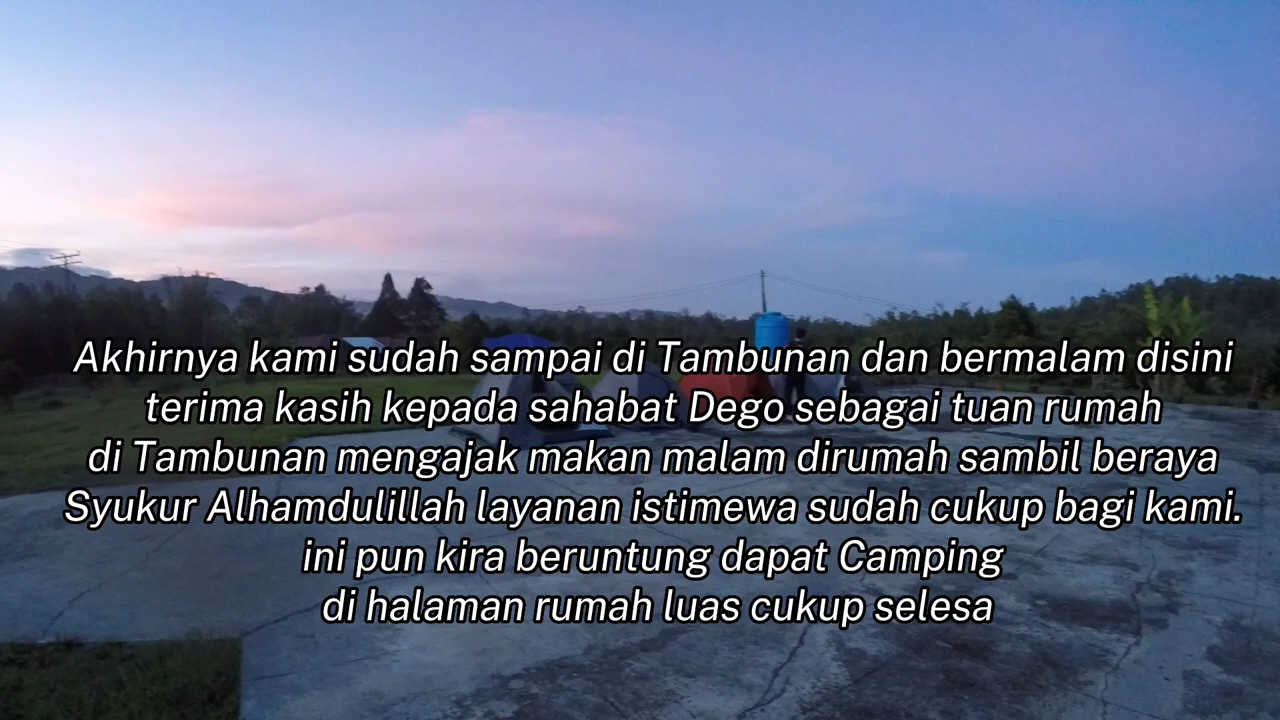 Akhirnya kami sudah sampai di Tambunan dan bermalam disini
terima kasih kepada sahabat Dego sebagai tuan rumah
di Tambunan mengajak makan malam dirumah sambil beraya
Syukur Alhamdulillah layanan istimewa sudah cukup bagi kami.
ini pun kira beruntung dapat Camping
di halaman rumah luas cukup selesa